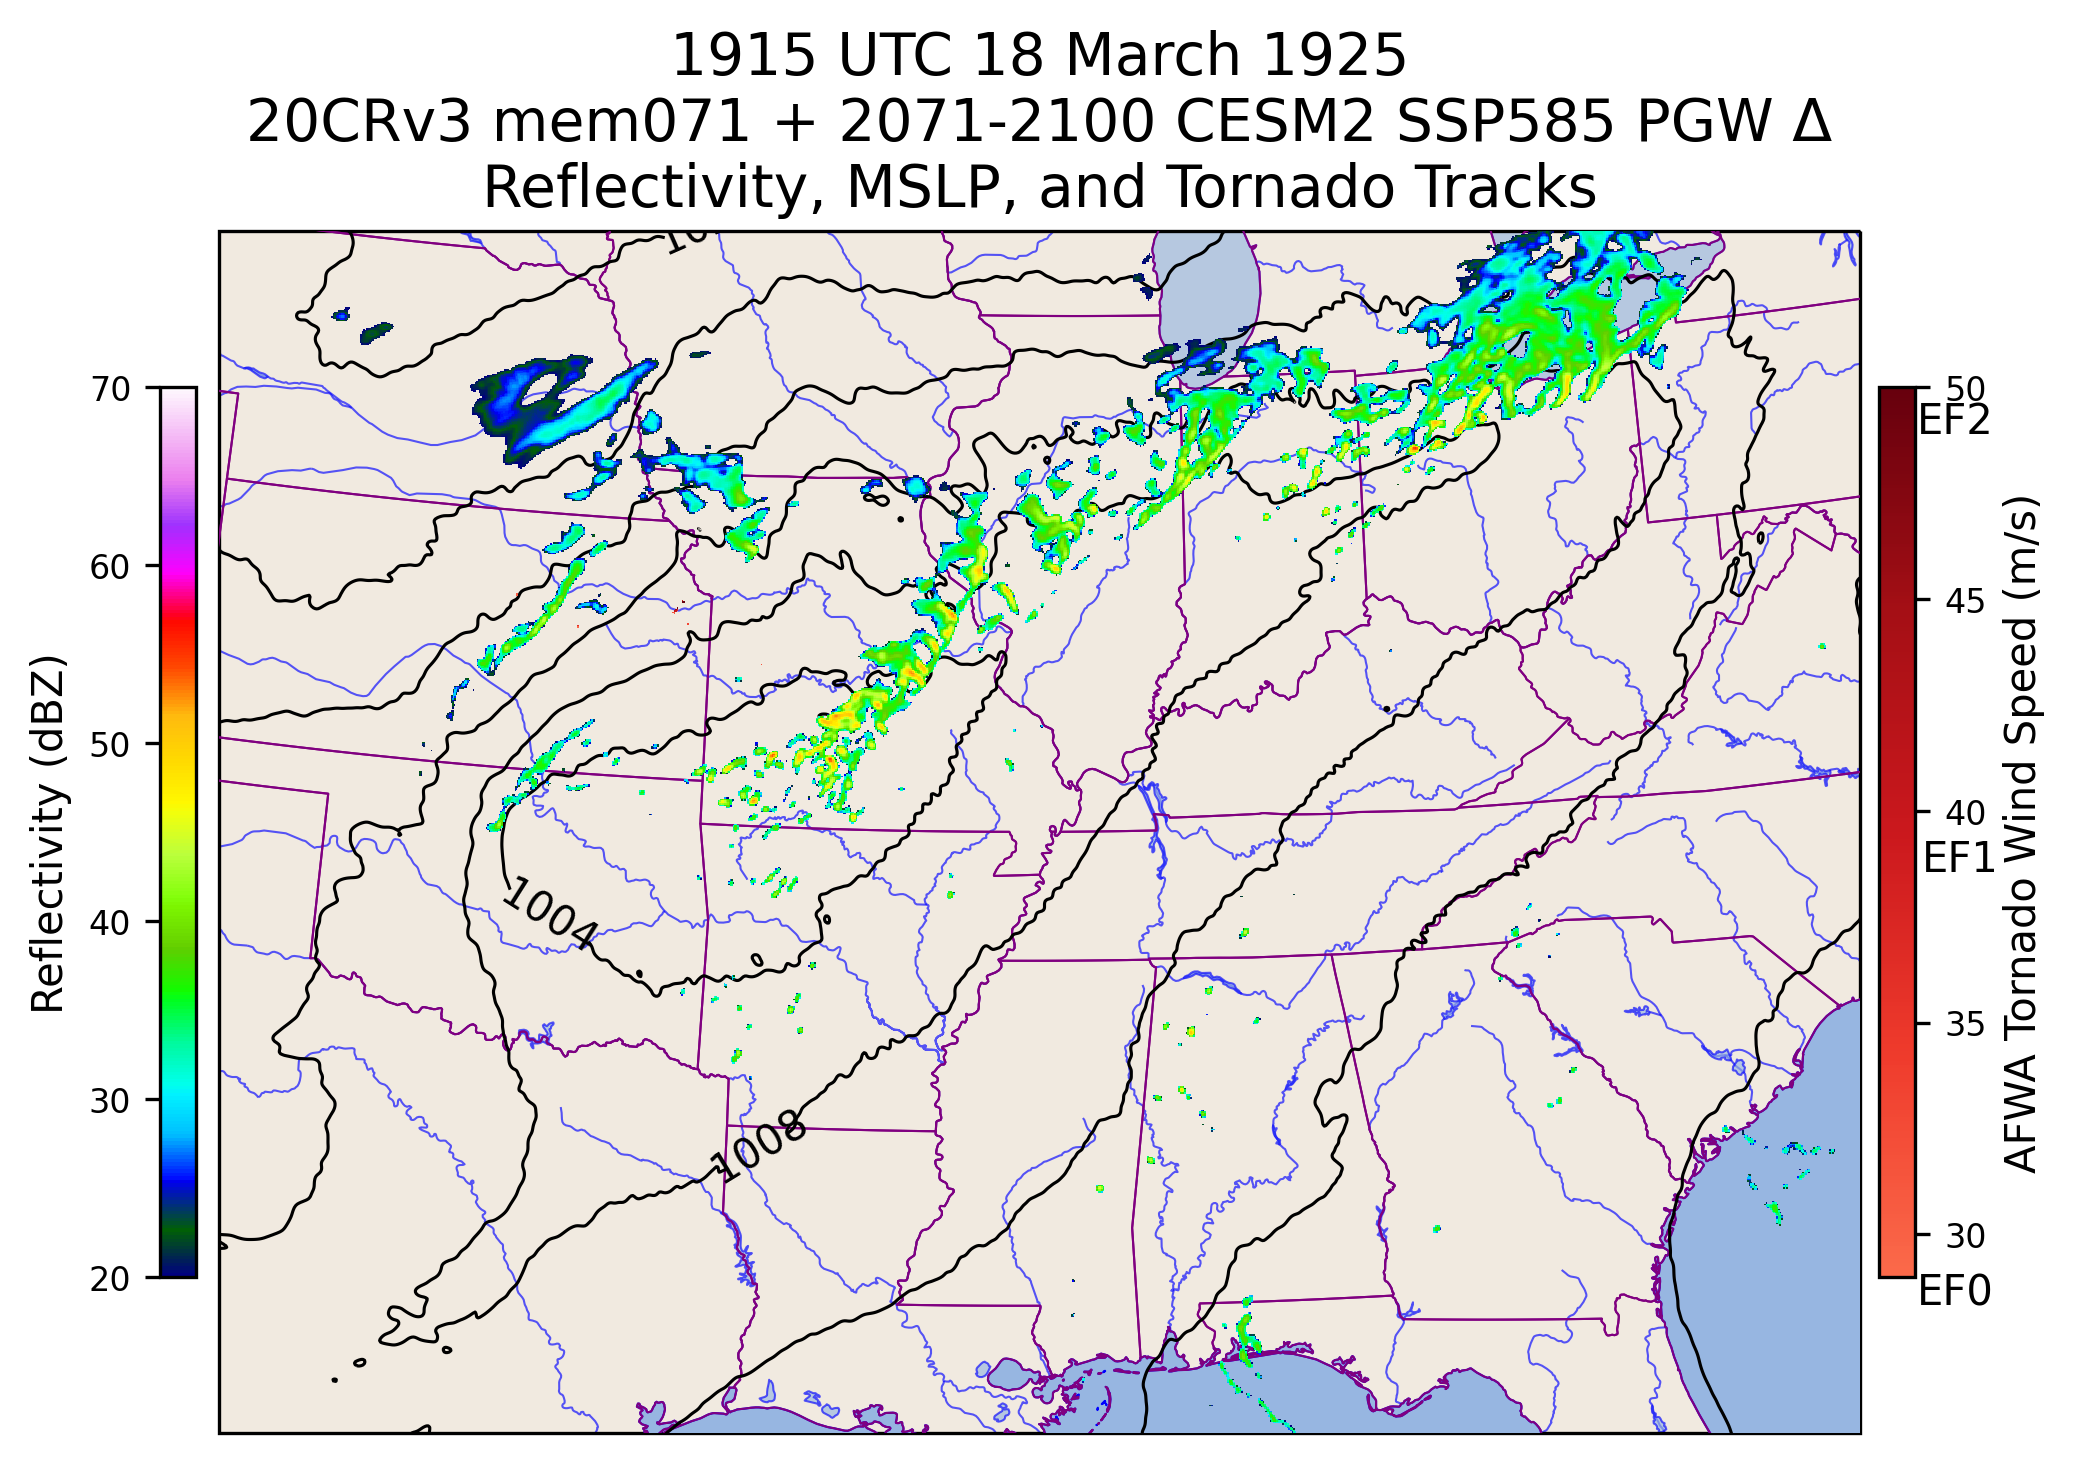 1915 UTC 18 March 1925
20CRv3 mem071 + 2071-2100 CESM2 SSP585 PGW Δ
Reflectivity, MSLP, and Tornado Tracks
10
1004
1008
70
60
50
40
30
20
Reflectivity (dBZ)
50
EF2
45
40
EF1
35
30
EF0
AFWA Tornado Wind Speed (m/s)